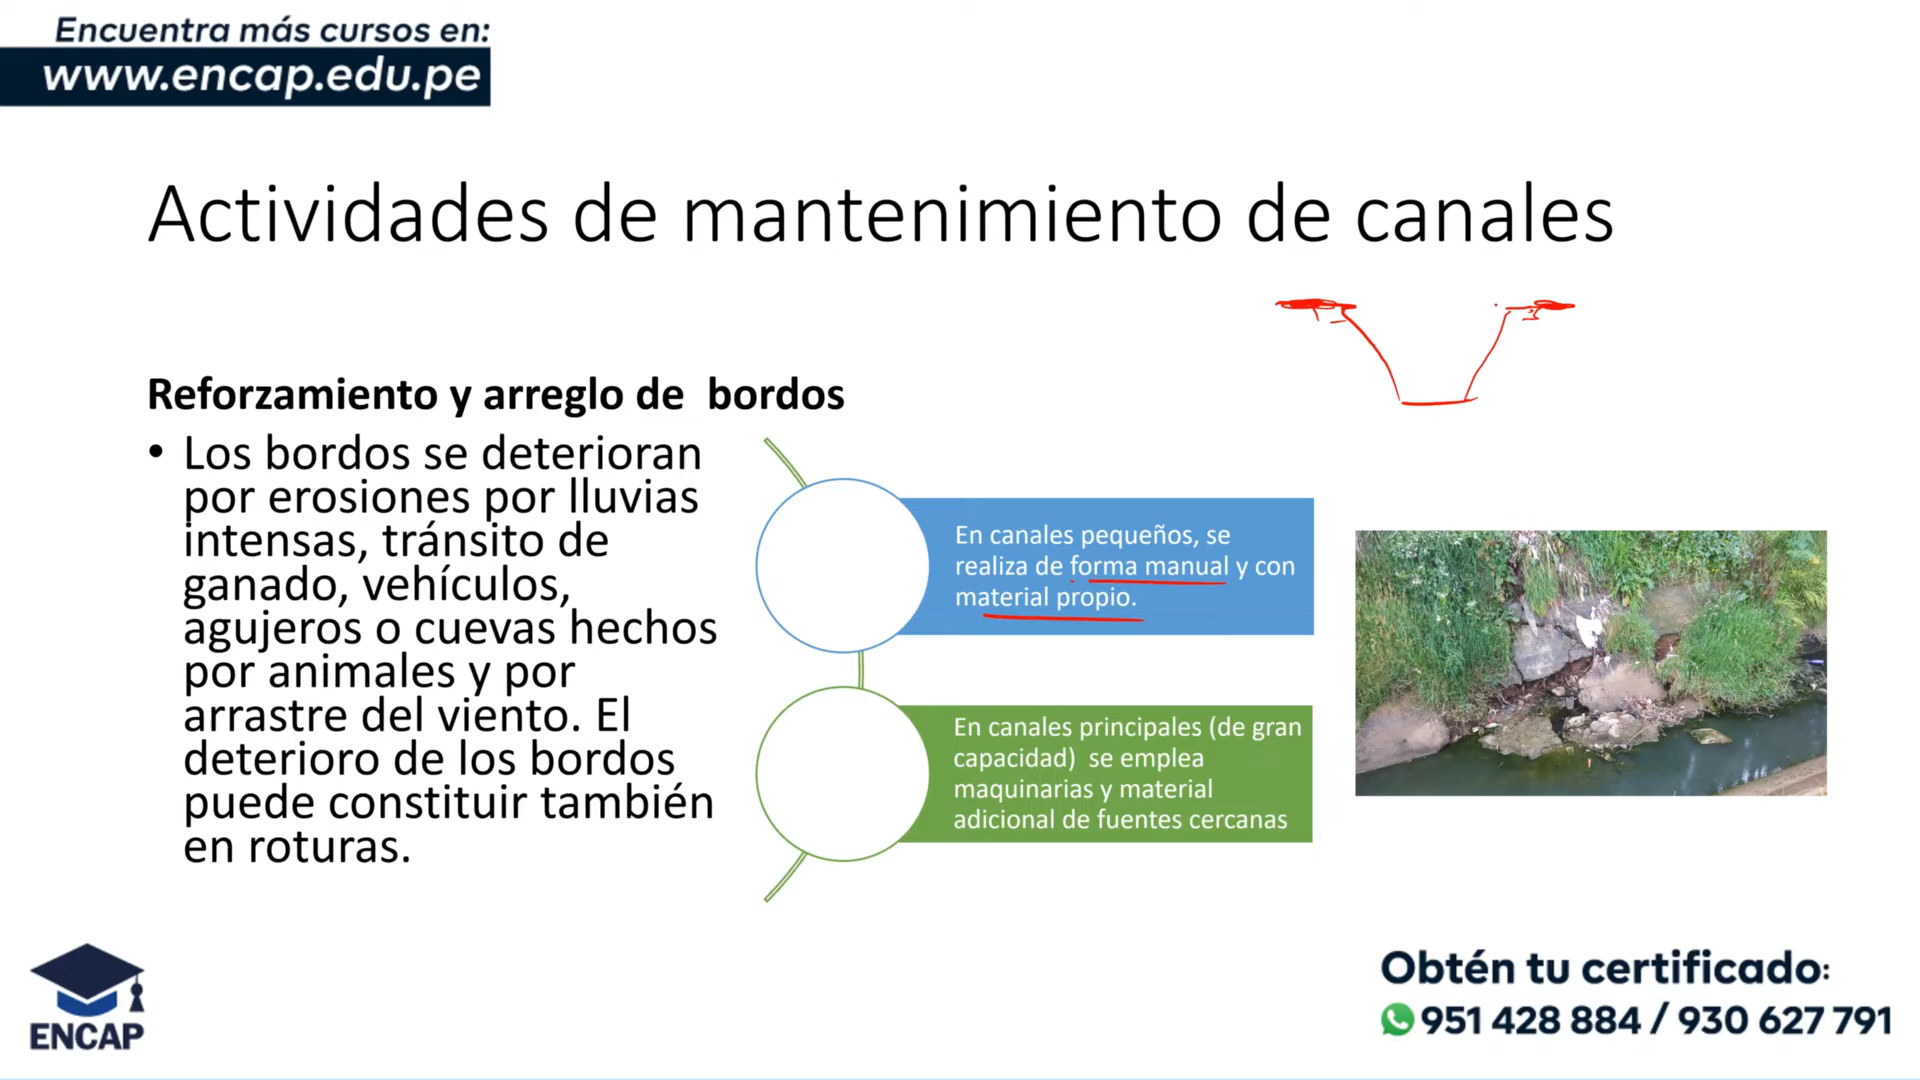 Encuentra más cursos en:
www.encap.edu.pe
Actividades de mantenimiento de canales
Reforzamiento y arreglo de  bordos
• Los bordos se deterioran
por erosiones por lluvias
intensas, tránsito de
ganado, vehículos,
agujeros o cuevas hechos
por animales y por
arrastre del viento. El
deterioro de los bordos
puede constituir también
en roturas.
En canales pequeños, se
realiza de forma manual y con
material propio.
En canales principales (de gran
capacidad)  se emplea
maquinarias y material
adicional de fuentes cercanas
ENCAP
Obtén tu certificado:
951 428 884 / 930 627 791